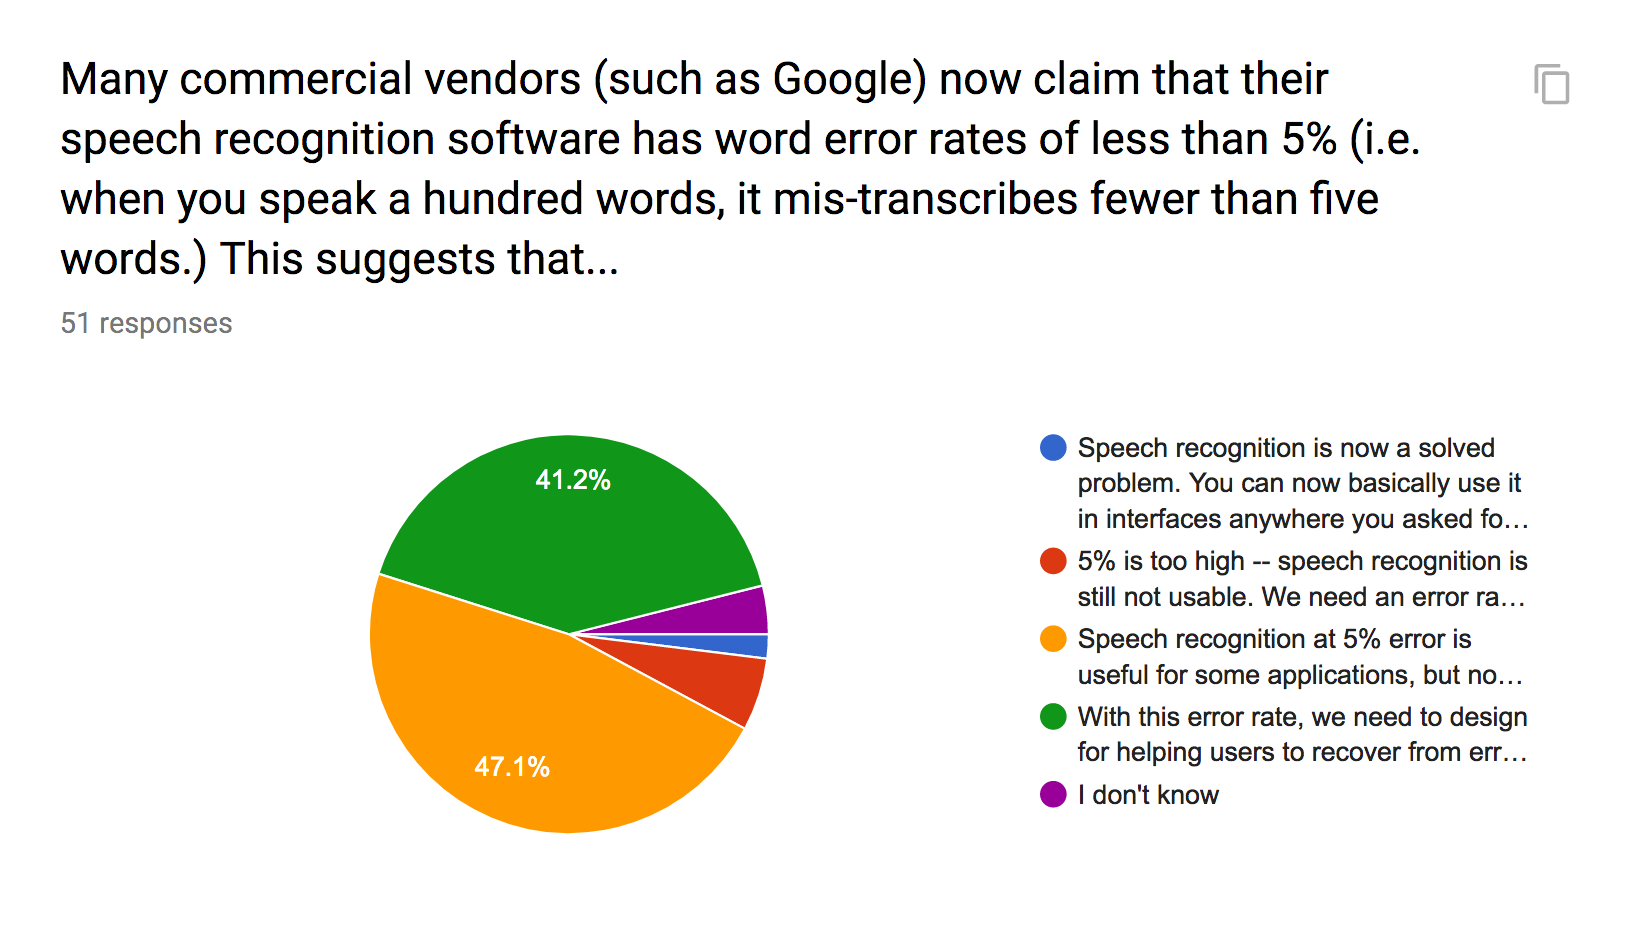 Many commercial vendors (such as Google) now claim that their
speech recognition software has word error rates of less than 5% (i.e.
when you speak a hundred words, it mis-transcribes fewer than five
words.) This suggests that...
51 responses
41.2%
47.1%
Speech recognition is now a solved
problem. You can now basically use it
in interfaces anywhere you asked fo...
5% is too high -- speech recognition is
still not usable. We need an error ra...
Speech recognition at 5% error is
useful for some applications, but no...
With this error rate, we need to design
for helping users to recover from err...
I don't know